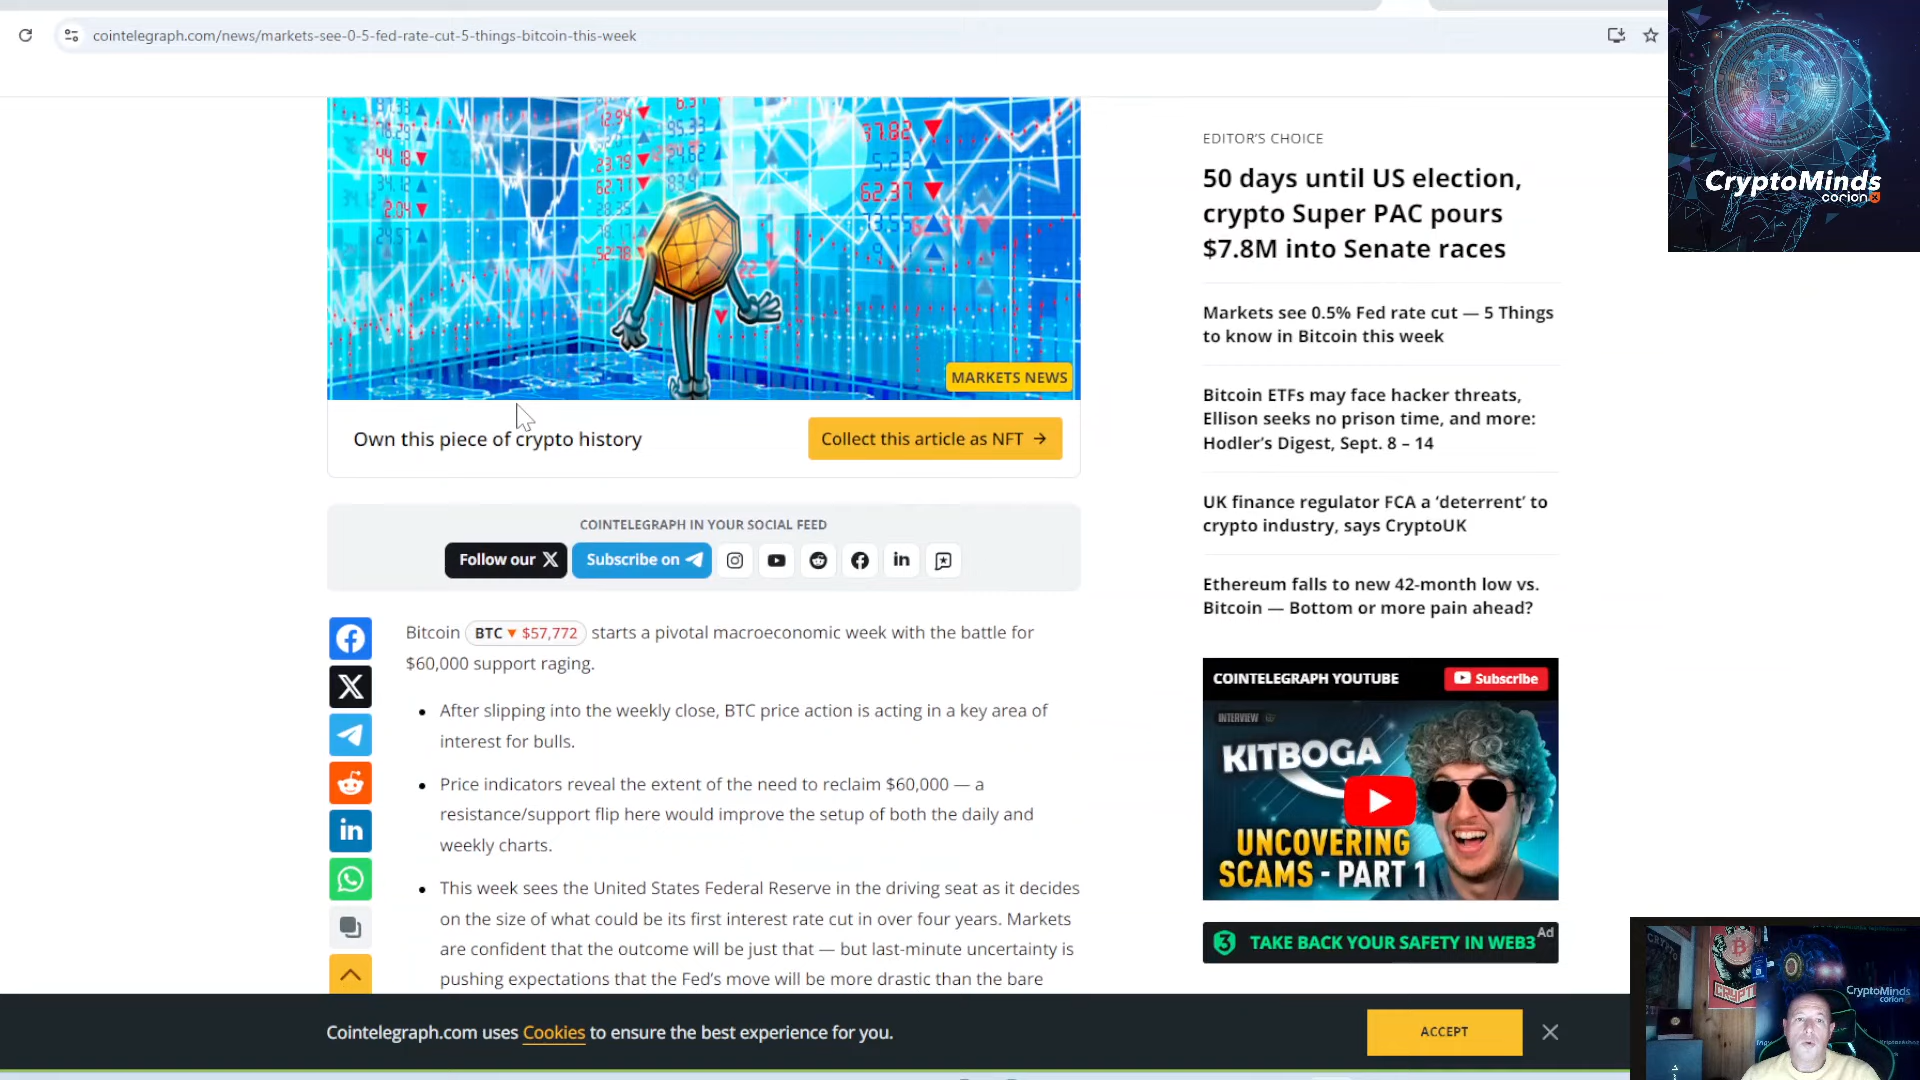 cointelegraph.com/news/markets-see-0-5-fed-rate-cut-5-things-bitcoin-this-week
CryptoMinds
corion
MARKETS NEWS
Own this piece of crypto history
Collect this article as NFT →
COINTELEGRAPH IN YOUR SOCIAL FEED
Follow our X
Subscribe on
Bitcoin BTC ▼ $57,772 starts a pivotal macroeconomic week with the battle for
$60,000 support raging.
• After slipping into the weekly close, BTC price action is acting in a key area of
interest for bulls.
• Price indicators reveal the extent of the need to reclaim $60,000 — a
resistance/support flip here would improve the setup of both the daily and
weekly charts.
• This week sees the United States Federal Reserve in the driving seat as it decides
on the size of what could be its first interest rate cut in over four years. Markets
are confident that the outcome will be just that — but last-minute uncertainty is
pushing expectations that the Fed's move will be more drastic than the bare
EDITOR'S CHOICE
50 days until US election,
crypto Super PAC pours
$7.8M into Senate races
Markets see 0.5% Fed rate cut — 5 Things
to know in Bitcoin this week
Bitcoin ETFs may face hacker threats,
Ellison seeks no prison time, and more:
Hodler's Digest, Sept. 8 – 14
UK finance regulator FCA a ‘deterrent’ to
crypto industry, says CryptoUK
Ethereum falls to new 42-month low vs.
Bitcoin — Bottom or more pain ahead?
COINTELEGRAPH YOUTUBE
Subscribe
INTERVIEW
KITBOGA
UNCOVERING
SCAMS - PART 1
TAKE BACK YOUR SAFETY IN WEB3
Ad
Cointelegraph.com uses Cookies to ensure the best experience for you.
ACCEPT
CryptoMinds
corion